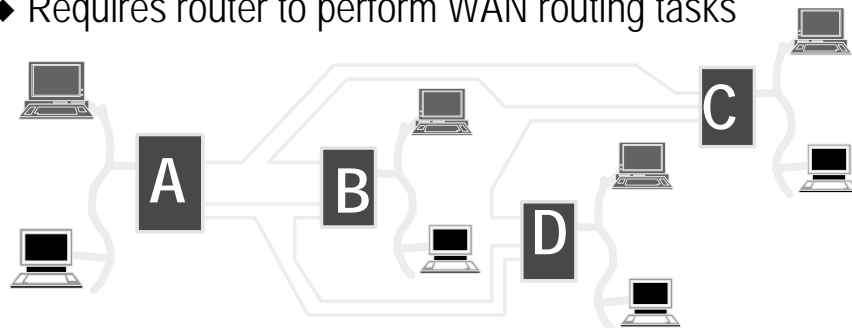 ◆ Requires router to perform WAN routing tasks
C
A
B
D